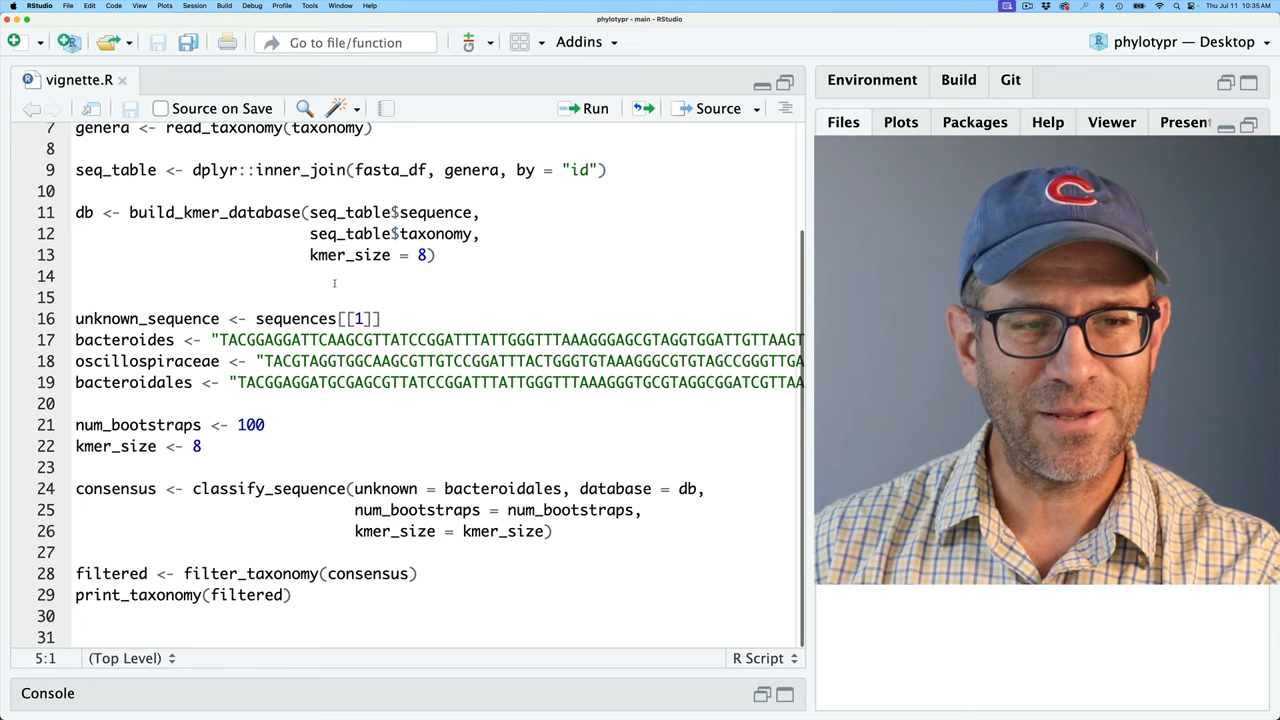 RStudio File Edit Code View Plots Session Build Debug Profile Tools Window Help Thu Jul 11 10:35AM
phylotypr - main - RStudio
Go to file/function Addins phylotypr — Desktop
vignette.R
Source on Save Run Source
7 genera <- read_taxonomy(taxonomy)
8
9 seq_table <- dplyr::inner_join(fasta_df, genera, by = "id")
10
11 db <- build_kmer_database(seq_table$sequence,
12 seq_table$taxonomy,
13 kmer_size = 8)
14
15
16 unknown_sequence <- sequences[[1]]
17 bacteroides <- "TACGGAGGATTCAAGCGTTATCCGGATTTATTGGGTTTAAAGGGAGCGTAGGTGGATTGTTAAGT
18 oscillospiraceae <- "TACGTAGGTGGCAAGCGTTGTCCGGATTTACTGGGTGTAAAGGGCGTGTAGCCGGGTTGA
19 bacteroidales <- "TACGGAGGATGCGAGCGTTATCCGGATTTATTGGGTTTAAAGGGTGCGTAGGCGGATCGTTAA
20
21 num_bootstraps <- 100
22 kmer_size <- 8
23
24 consensus <- classify_sequence(unknown = bacteroidales, database = db,
25 num_bootstraps = num_bootstraps,
26 kmer_size = kmer_size)
27
28 filtered <- filter_taxonomy(consensus)
29 print_taxonomy(filtered)
30
31
5:1 (Top Level) R Script
Console
Environment Build Git
Files Plots Packages Help Viewer Present
C